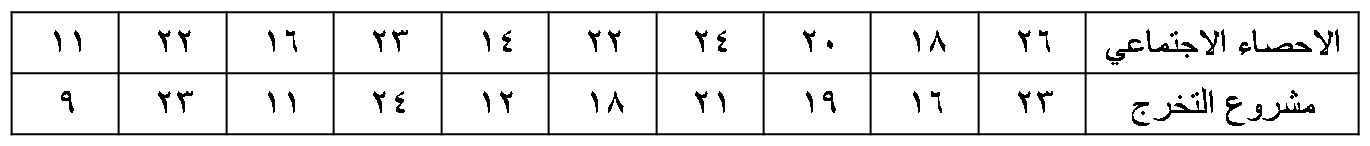 الاحصاء الاجتماعي ٢٦ ١٨ ٢٠ ٢٤ ٢٢ ١٤ ٢٣ ١٦ ٢٢ ١١
مشروع التخرج ٢٣ ١٦ ١٩ ٢١ ١٨ ١٢ ٢٤ ١١ ٢٣ ٩